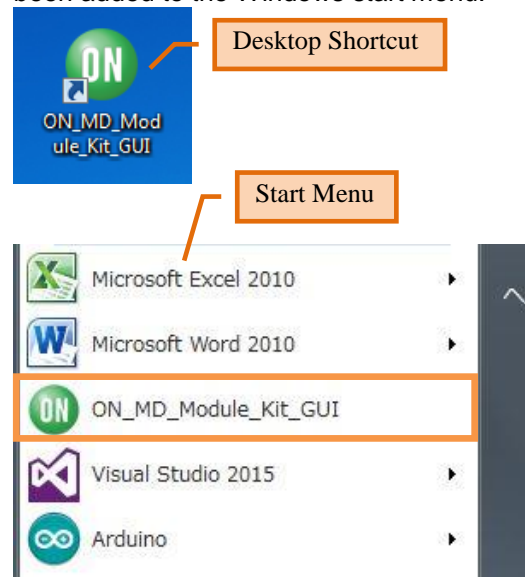 been added to the Windows start menu.
Desktop Shortcut
ON
ON_MD_Mod
ule_Kit_GUI
Start Menu
Microsoft Excel 2010
Microsoft Word 2010
ON ON_MD_Module_Kit_GUI
Visual Studio 2015
Arduino